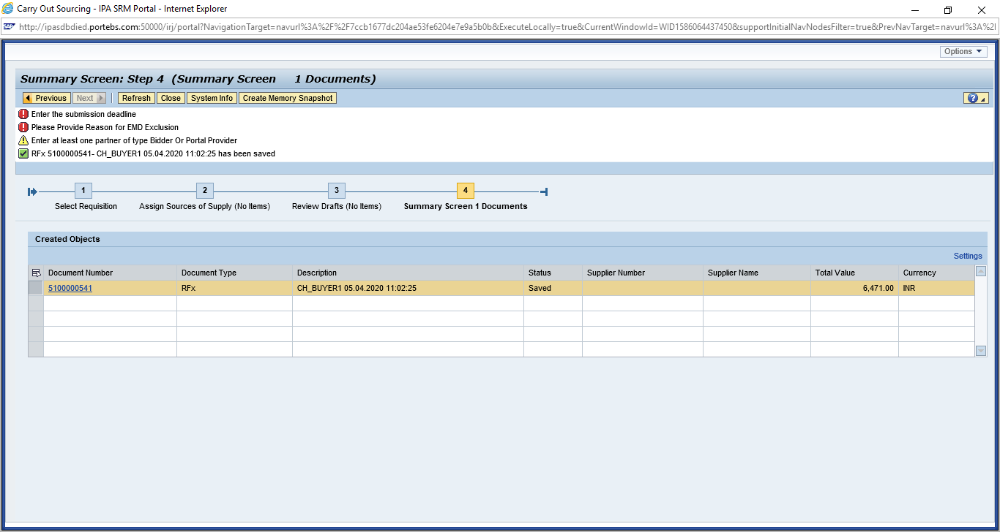 Carry Out Sourcing - IPA SRM Portal - Internet Explorer
SAP http://ipasdbdied.portebs.com:50000/irj/portal?NavigationTarget=navurl%3A%2F%2F7ccb1677dc204ae53fe6204e7e9a5b0b&ExecuteLocally=true&CurrentWindowId=WID1586064437450&supportInitialNavNodesFilter=true&PrevNavTarget=navurl%3A%2I
Options
Summary Screen: Step 4 (Summary Screen 1 Documents)
Previous Next Refresh Close System Info Create Memory Snapshot ?
Enter the submission deadline
Please Provide Reason for EMD Exclusion
Enter at least one partner of type Bidder Or Portal Provider
RFx 5100000541- CH_BUYER1 05.04.2020 11:02:25 has been saved
1 2 3 4
Select Requisition Assign Sources of Supply (No Items) Review Drafts (No Items) Summary Screen 1 Documents
Created Objects
Settings
Document Number Document Type Description Status Supplier Number Supplier Name Total Value Currency
5100000541 RFx CH_BUYER1 05.04.2020 11:02:25 Saved 6,471.00 INR